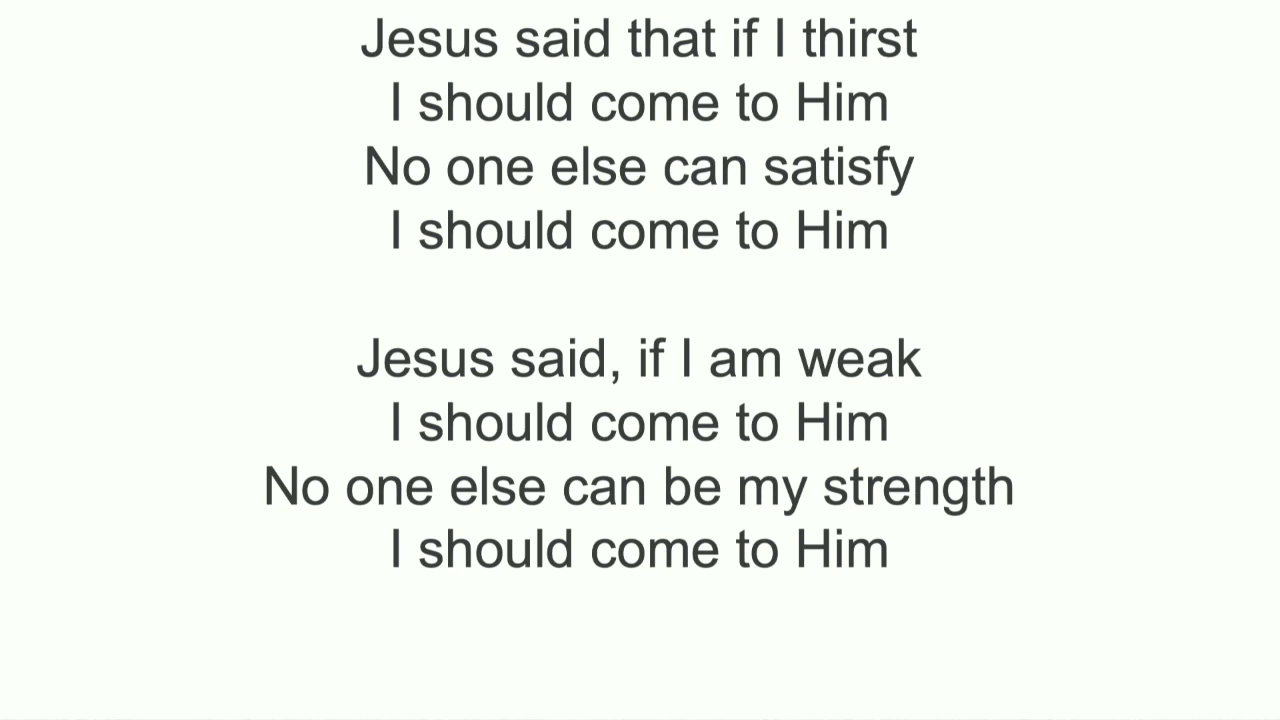 Jesus said that if I thirst
I should come to Him
No one else can satisfy
I should come to Him
Jesus said, if I am weak
I should come to Him
No one else can be my strength
I should come to Him